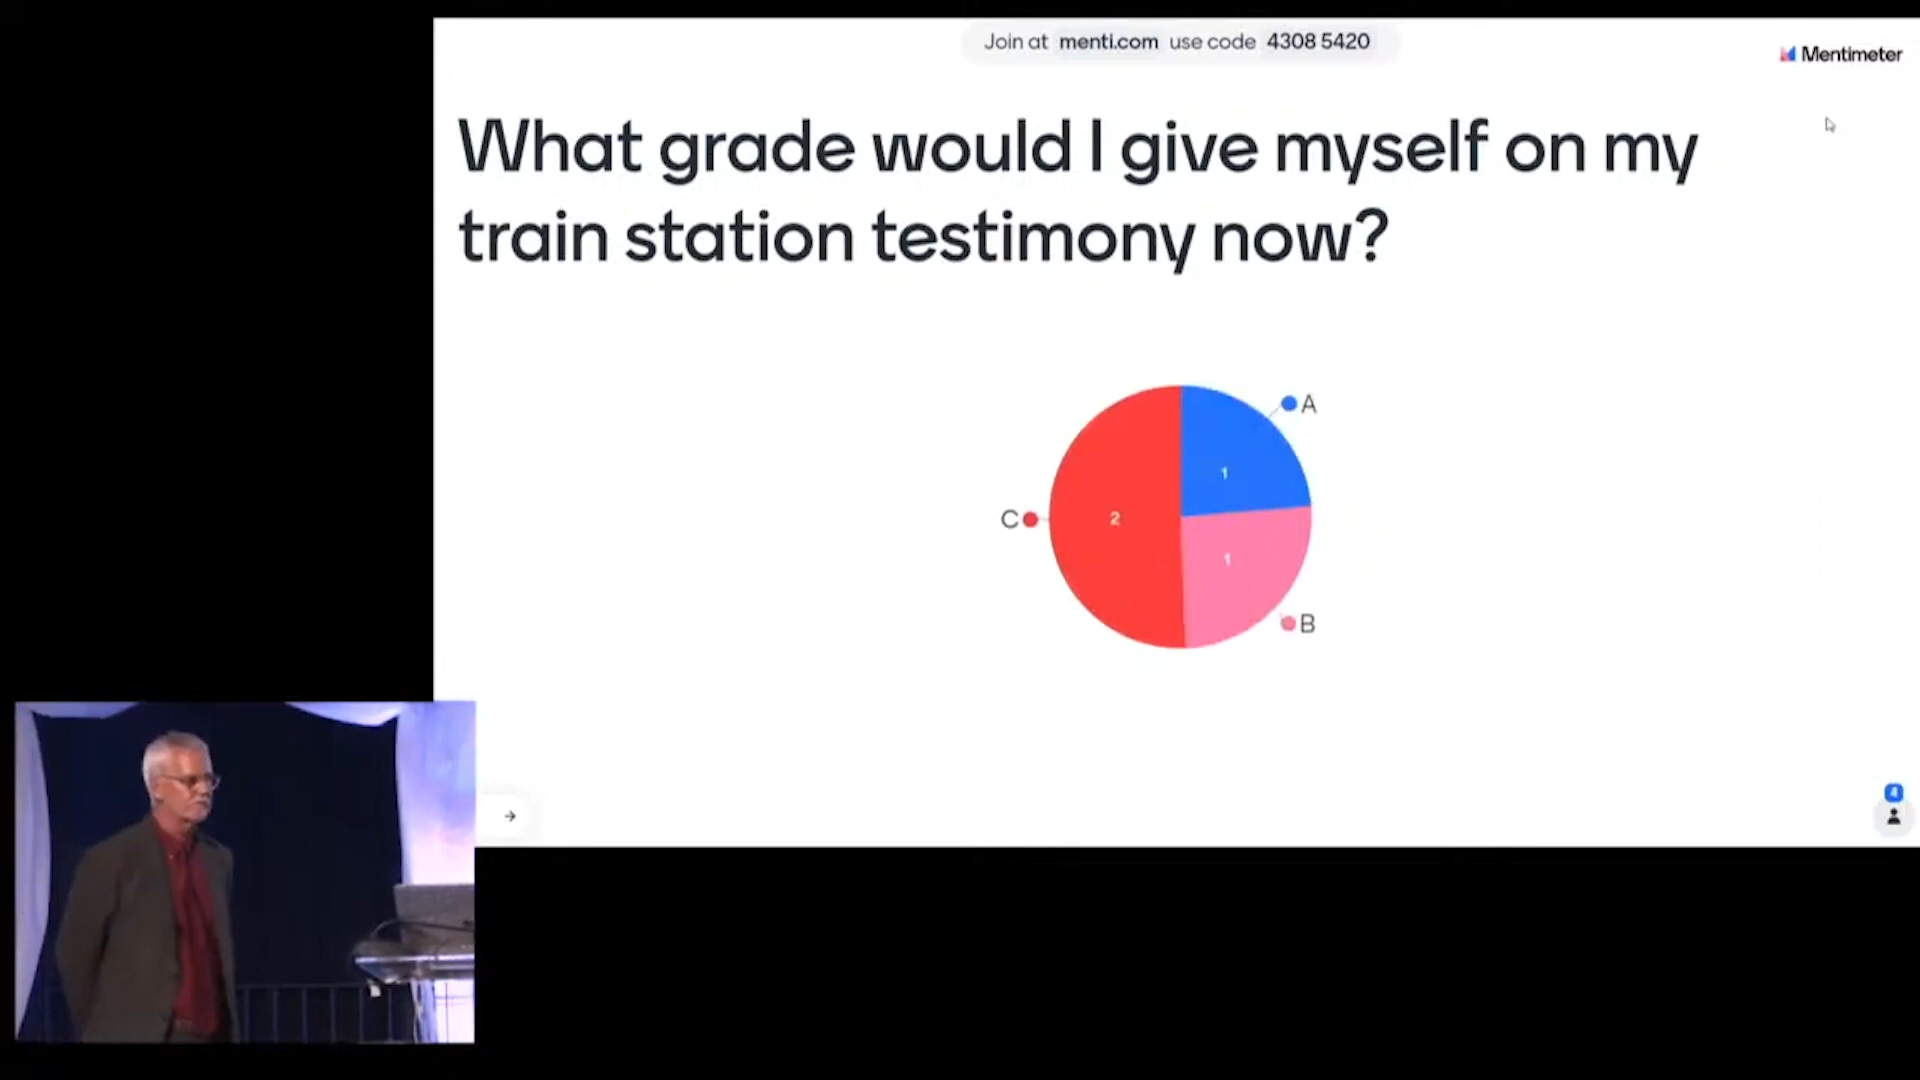 Join at menti.com use code 4308 5420
Mentimeter
What grade would I give myself on my
train station testimony now?
A
1
C
2
1
B
4